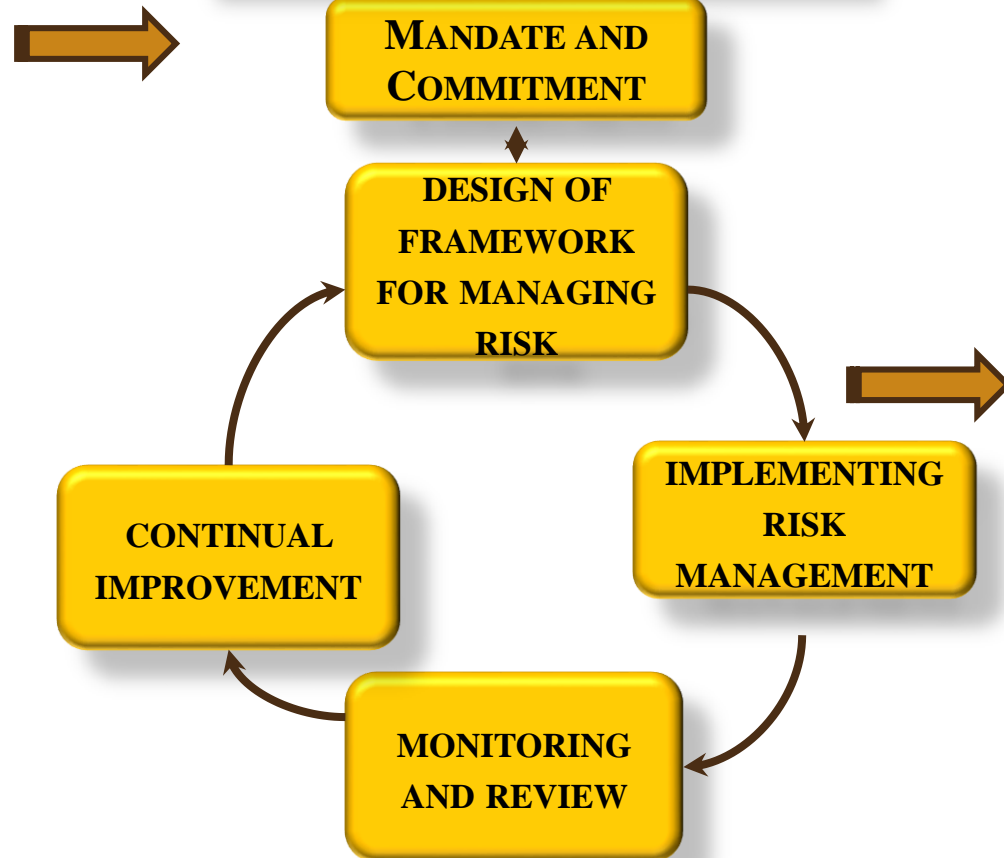 MANDATE AND
COMMITMENT
DESIGN OF
FRAMEWORK
FOR MANAGING
RISK
IMPLEMENTING
RISK
MANAGEMENT
CONTINUAL
IMPROVEMENT
MONITORING
AND REVIEW